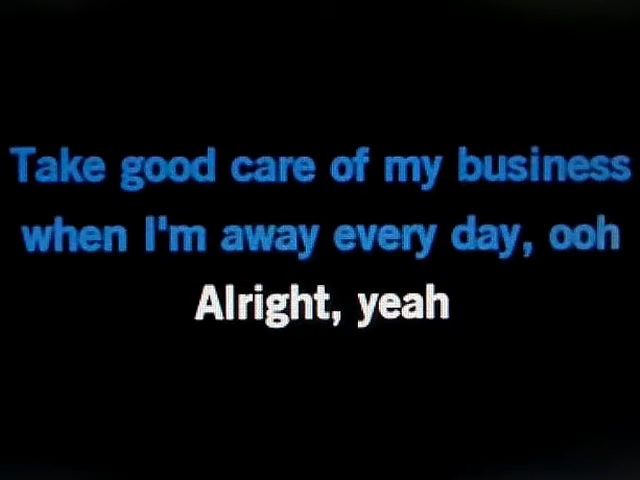 Take good care of my business
when I'm away every day, ooh
Alright, yeah